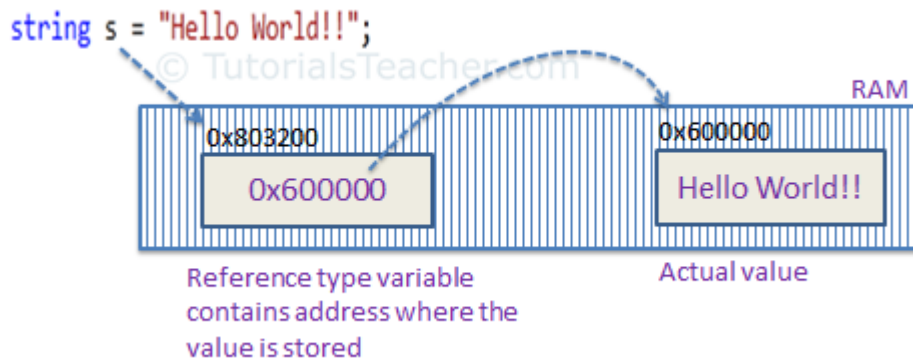 string s = "Hello World!!";
© TutorialsTeacher.com
RAM
0x803200
0x600000
0x600000
Hello World!!
Reference type variable
contains address where the
value is stored
Actual value